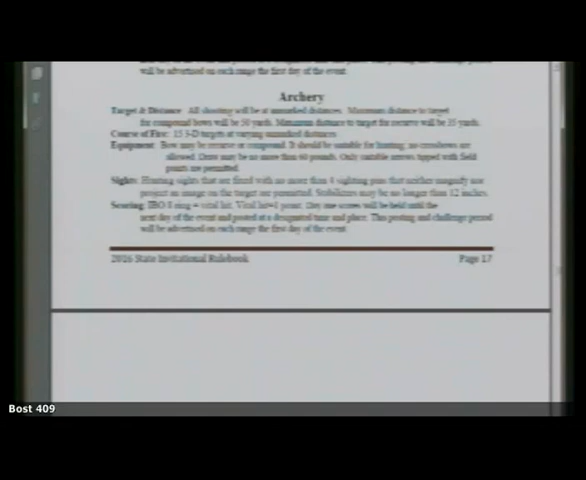 will be advertised on each range the first day of the event
Archery
Target & Distance: All shooting will be at unmarked distances. Maximum distance to target
for compound bows will be 50 yards. Maximum distance to target for recurve will be 35 yards.
Course of Fire: 15 3-D targets at varying unmarked distances
Equipment: Bow may be recurve or compound. It should be suitable for hunting, no crossbows are
allowed. Draw may be no more than 60 pounds. Only suitable arrows tipped with field
points are permitted.
Sights: Hunting sights that are fixed with no more than sighting pins that neither magnify nor
project an image on the target are permitted. Stabilizers may be no longer than 12 inches.
Scoring: IBO ring = vital hit. Vital hit= point. scores will be held until the
next day of the event and posted at a designated time and place. This posting and challenge period
will be advertised on each range the first day of the event
2016 State Invitational Rulebook
Page 17
Bost 409